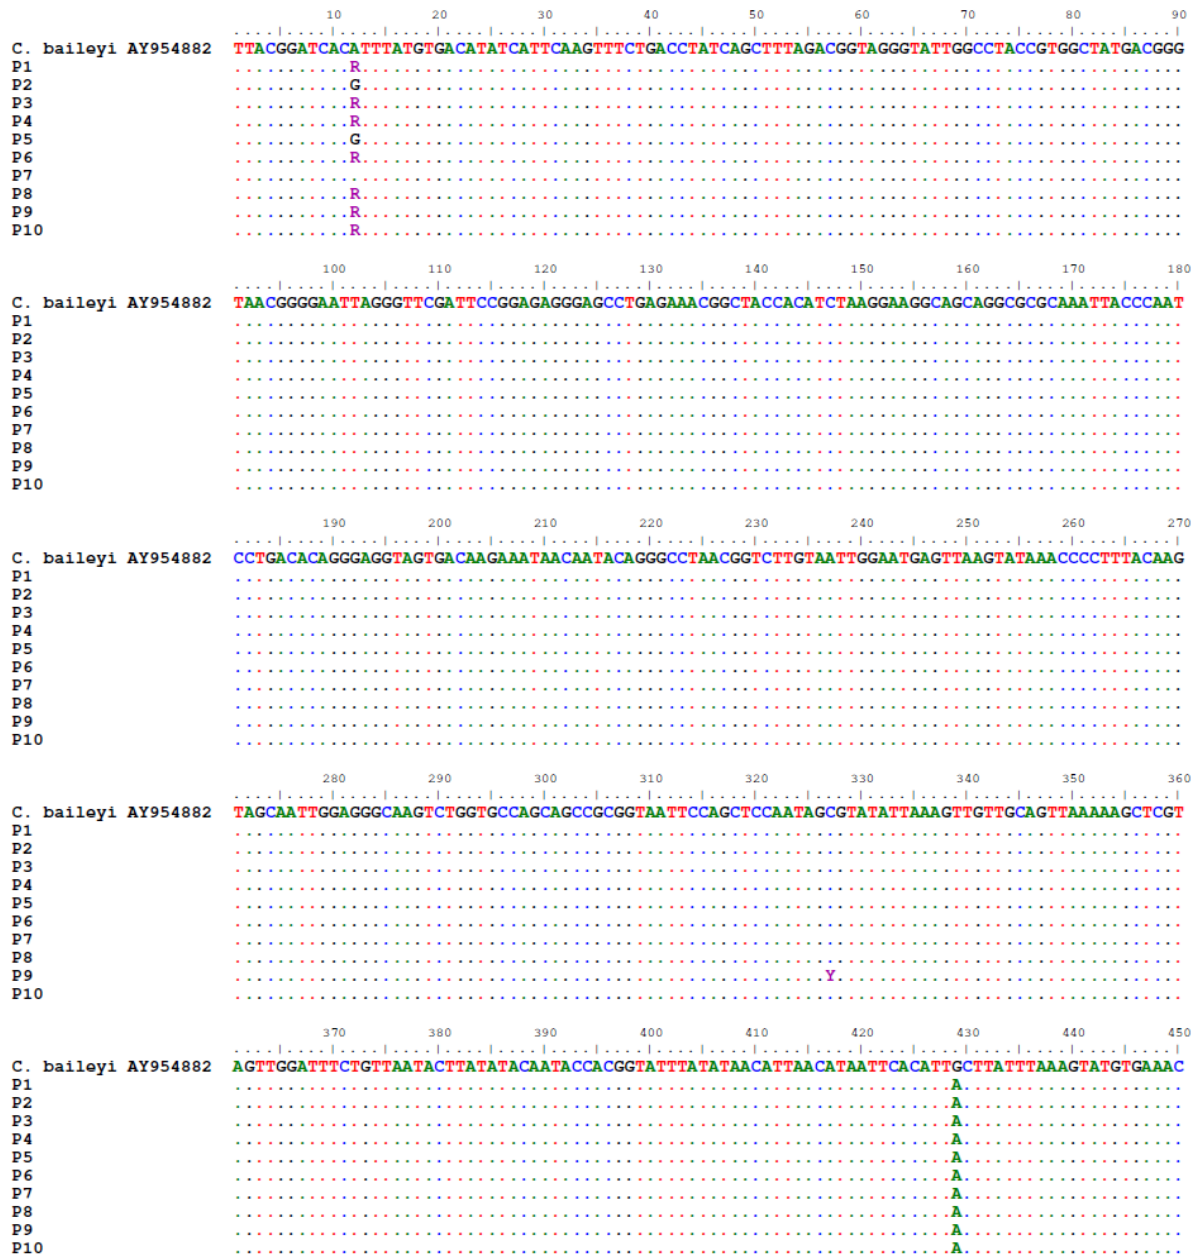 10 20 30 40 50 60 70 80 90
C. baileyi AY954882 TTACGGATCACATTTATGTGACATATCATTCAAGTTTCTGACCTATCAGCTTTAGACGGTAGGGTATTGGCCTACCGTGGCTATGACGGG
P1 ...........R..............................................................................
P2 ...........G..............................................................................
P3 ...........R..............................................................................
P4 ...........R..............................................................................
P5 ...........G..............................................................................
P6 ...........R..............................................................................
P7 ..........................................................................................
P8 ...........R..............................................................................
P9 ...........R..............................................................................
P10 ...........R..............................................................................
100 110 120 130 140 150 160 170 180
C. baileyi AY954882 TAACGGGGAATTAGGGTTCGATTCCGGAGAGGGAGCCTGAGAAACGGCTACCACATCTAAGGAAGGCAGCAGGCGCGCAAATTACCCAAT
P1 ..........................................................................................
P2 ..........................................................................................
P3 ..........................................................................................
P4 ..........................................................................................
P5 ..........................................................................................
P6 ..........................................................................................
P7 ..........................................................................................
P8 ..........................................................................................
P9 ..........................................................................................
P10 ..........................................................................................
190 200 210 220 230 240 250 260 270
C. baileyi AY954882 CCTGACACAGGGAGGTAGTGACAAGAAATAACAATACAGGGCCTAACGGTCTTGTAATTGGAATGAGTTAAGTATAAACCCCTTTACAAG
P1 ..........................................................................................
P2 ..........................................................................................
P3 ..........................................................................................
P4 ..........................................................................................
P5 ..........................................................................................
P6 ..........................................................................................
P7 ..........................................................................................
P8 ..........................................................................................
P9 ..........................................................................................
P10 ..........................................................................................
280 290 300 310 320 330 340 350 360
C. baileyi AY954882 TAGCAATTGGAGGGCAAGTCTGGTGCCAGCAGCCGCGGTAATTCCAGCTCCAATAGCGTATATTAAAGTTGTTGCAGTTAAAAAGCTCGT
P1 ..........................................................................................
P2 ..........................................................................................
P3 ..........................................................................................
P4 ..........................................................................................
P5 ..........................................................................................
P6 ..........................................................................................
P7 ..........................................................................................
P8 ..........................................................................................
P9 ........................................................Y.................................
P10 ..........................................................................................
370 380 390 400 410 420 430 440 450
C. baileyi AY954882 AGTTGGATTTCTGTTAATACTTATATACAATACCACGGTATTTATATAACATTAACATAATTCACATTGCTTATTTAAAGTATGTGAAAC
P1 ....................................................................A.....................
P2 ....................................................................A.....................
P3 ....................................................................A.....................
P4 ....................................................................A.....................
P5 ....................................................................A.....................
P6 ....................................................................A.....................
P7 ....................................................................A.....................
P8 ....................................................................A.....................
P9 ....................................................................A.....................
P10 ....................................................................A.....................